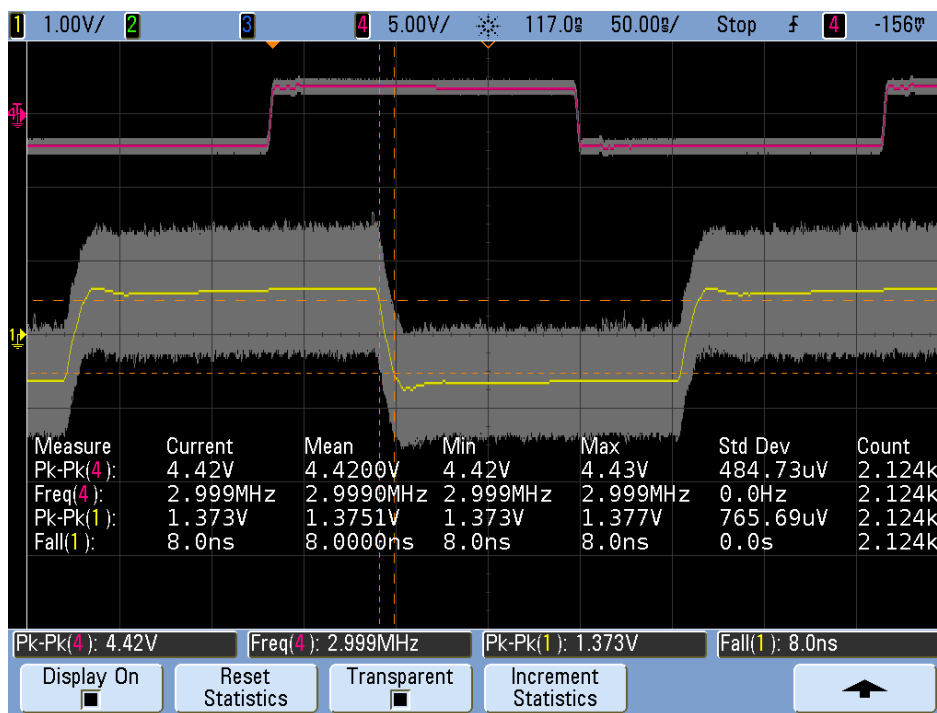 1 1.00V/ 2 3 4 5.00V/ 117.0s 50.00s/ Stop 4 -156V
4
1
Measure Current Mean Min Max Std Dev Count
Pk-Pk(4): 4.42V 4.4200V 4.42V 4.43V 484.73uV 2.124k
Freq(4): 2.999MHz 2.9990MHz 2.999MHz 2.999MHz 0.0Hz 2.124k
Pk-Pk(1): 1.373V 1.3751V 1.373V 1.377V 765.69uV 2.124k
Fall(1): 8.0ns 8.0000ns 8.0ns 8.0ns 0.0s 2.124k
Pk-Pk(4): 4.42V Freq(4): 2.999MHz Pk-Pk(1): 1.373V Fall(1): 8.0ns
Display On Reset Statistics Transparent Increment Statistics